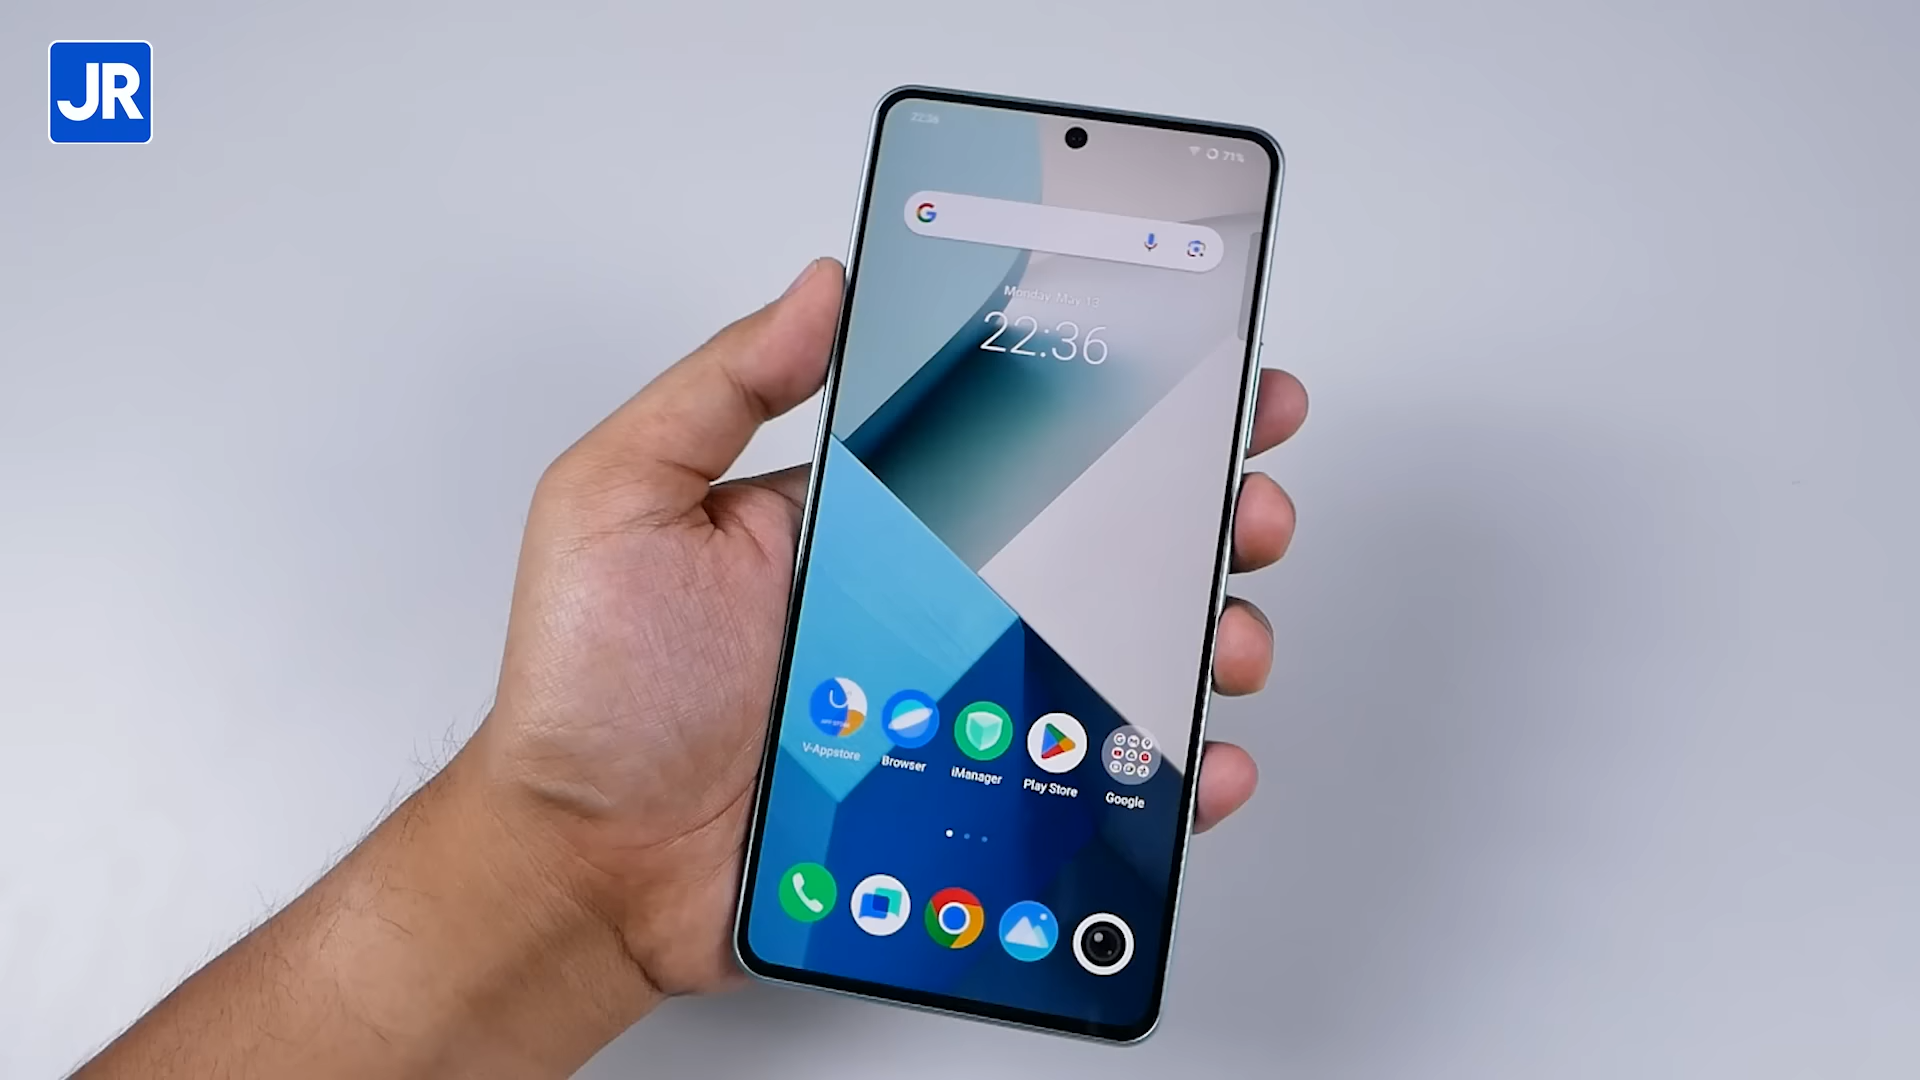 JR
22:36
71%
Monday, May 13
22:36
V-Appstore
Browser
iManager
Play Store
Google